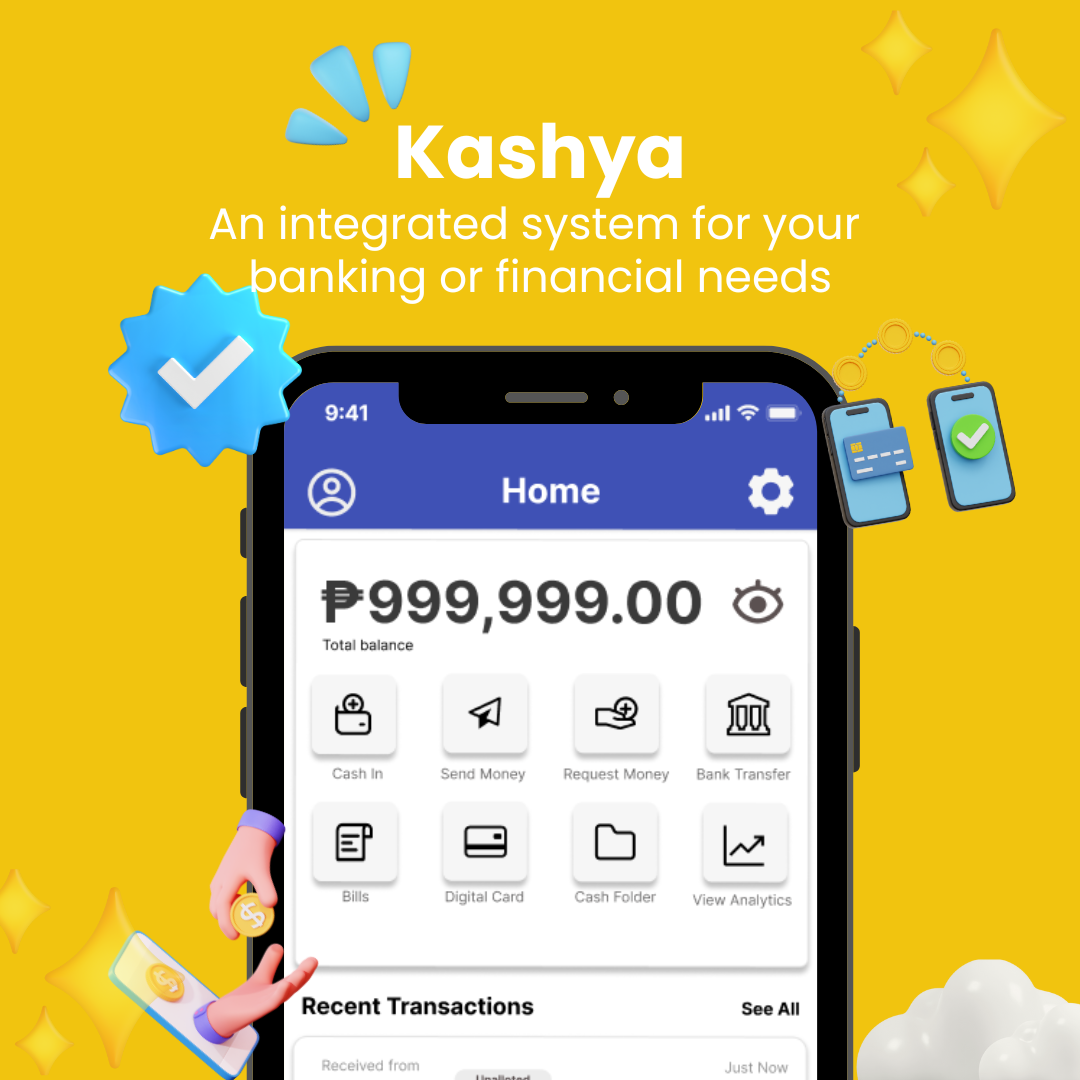 Kashya
An integrated system for your
banking or financial needs
9:41
Home
₱999,999.00
Total balance
Cash In
Send Money
Request Money
Bank Transfer
Bills
Digital Card
Cash Folder
View Analytics
Recent Transactions
See All
Received from
Just Now
Unalloted